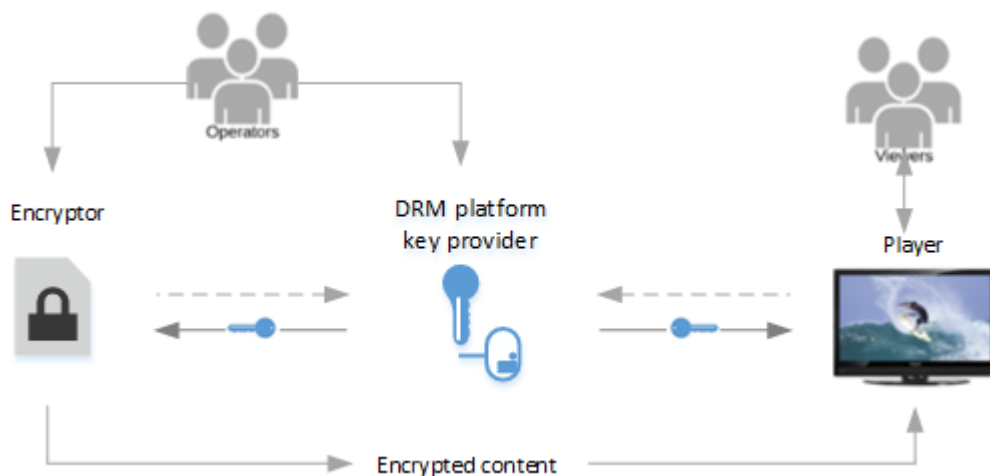 Operators
Viewers
Encryptor
DRM platform
key provider
Player
Encrypted content